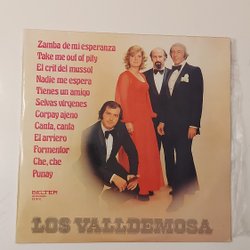 Zamba de mi esperanza
Take me out of pity
El crit del mussol
Nadie me espera
Tienes un amigo
Selvas vírgenes
Corpay ajeno
Canta, canta
El arriero
Formentor
Che, che
Punay
BELTER
LOS VALLDEMOSA